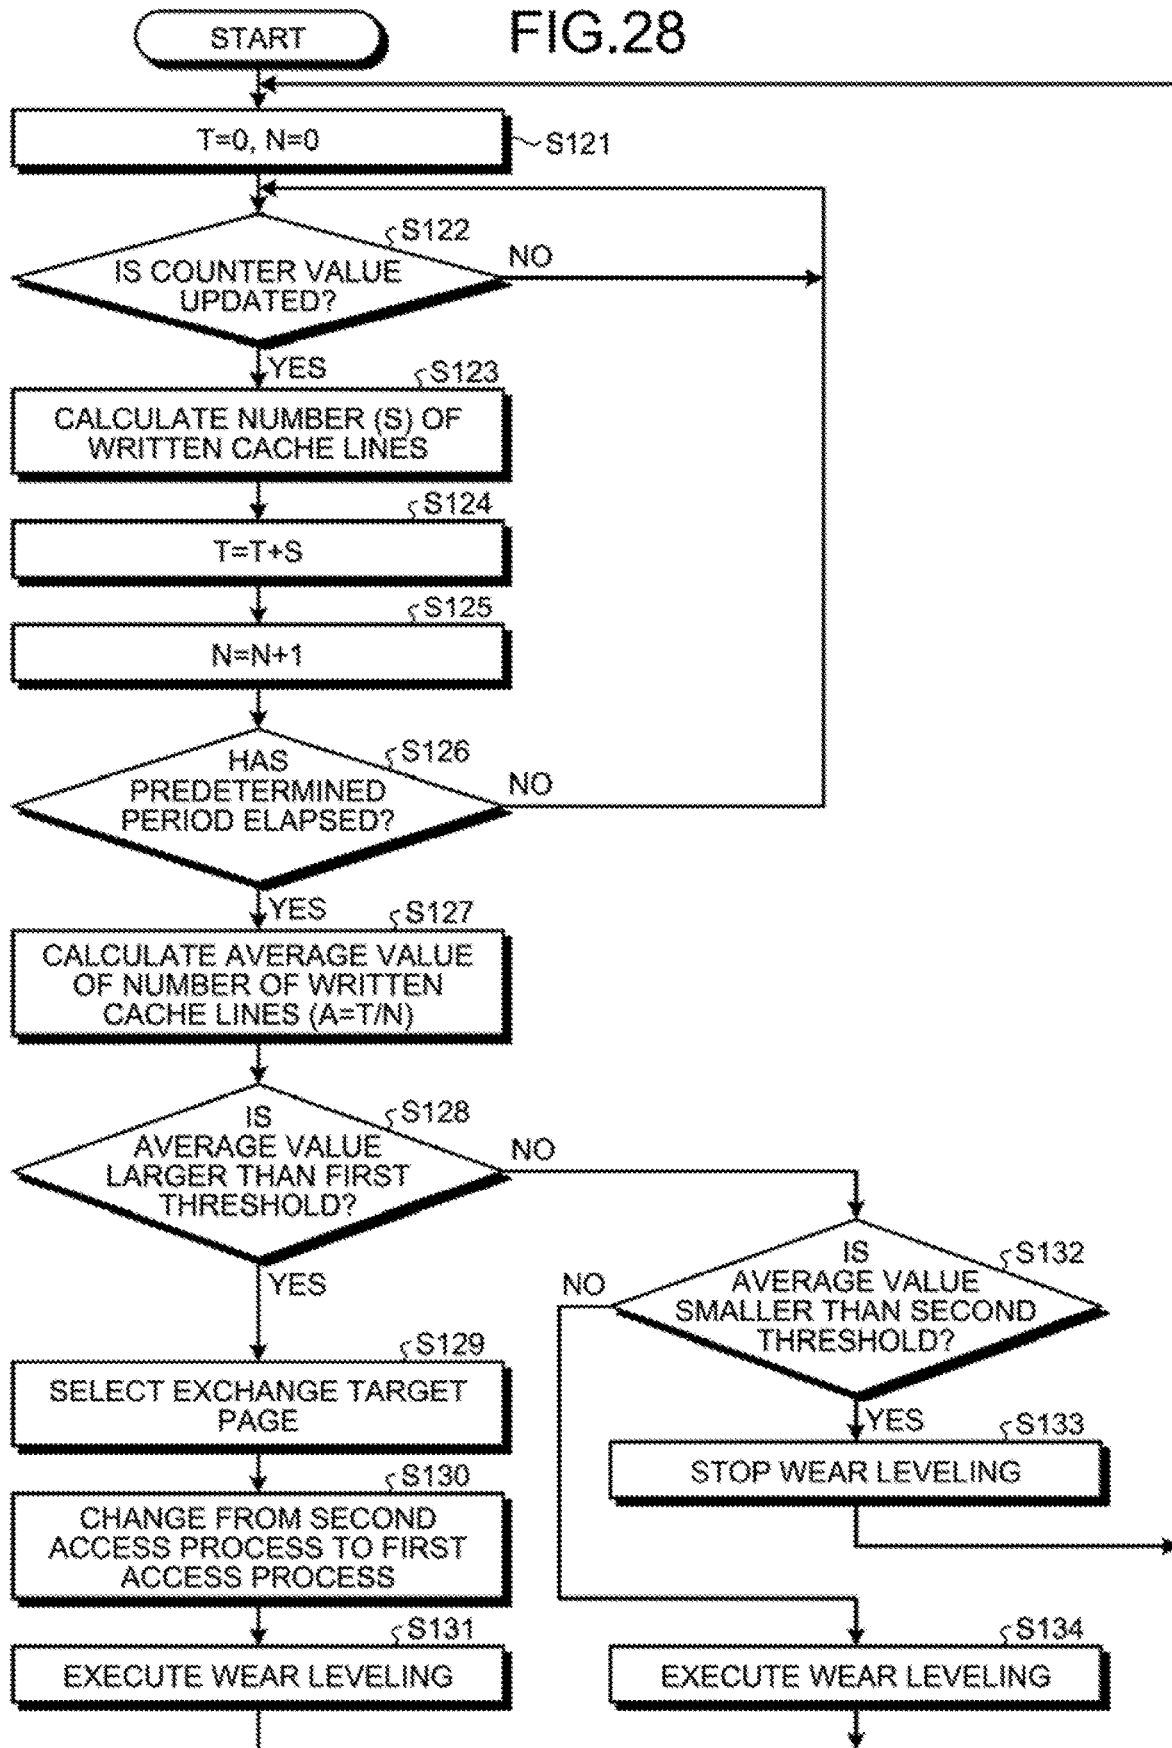 FIG.28
START
T=0, N=0
S121
S122
IS COUNTER VALUE
UPDATED?
NO
YES
S123
CALCULATE NUMBER (S) OF
WRITTEN CACHE LINES
S124
T=T+S
S125
N=N+1
S126
HAS
PREDETERMINED
PERIOD ELAPSED?
NO
YES
S127
CALCULATE AVERAGE VALUE
OF NUMBER OF WRITTEN
CACHE LINES (A=T/N)
S128
IS
AVERAGE VALUE
LARGER THAN FIRST
THRESHOLD?
NO
YES
S132
IS
AVERAGE VALUE
SMALLER THAN SECOND
THRESHOLD?
NO
YES
S129
SELECT EXCHANGE TARGET
PAGE
S133
STOP WEAR LEVELING
S130
CHANGE FROM SECOND
ACCESS PROCESS TO FIRST
ACCESS PROCESS
S131
EXECUTE WEAR LEVELING
S134
EXECUTE WEAR LEVELING